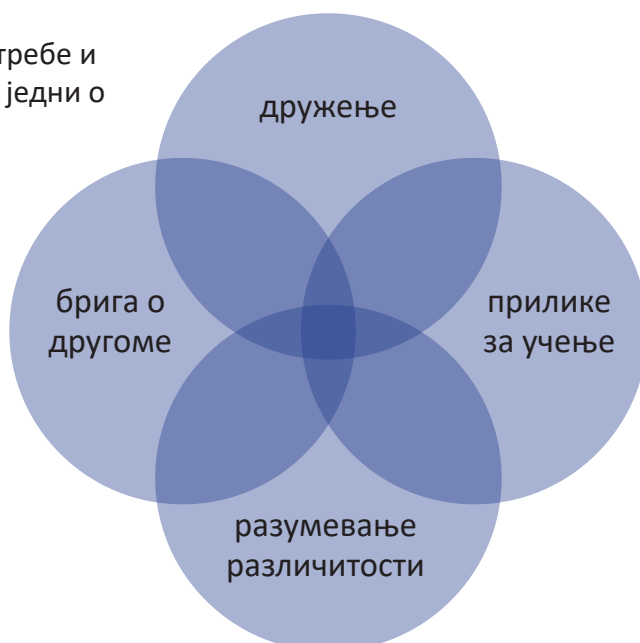 требе и
једни о
дружење
брига о
другоме
прилике
за учење
разумевање
различитости